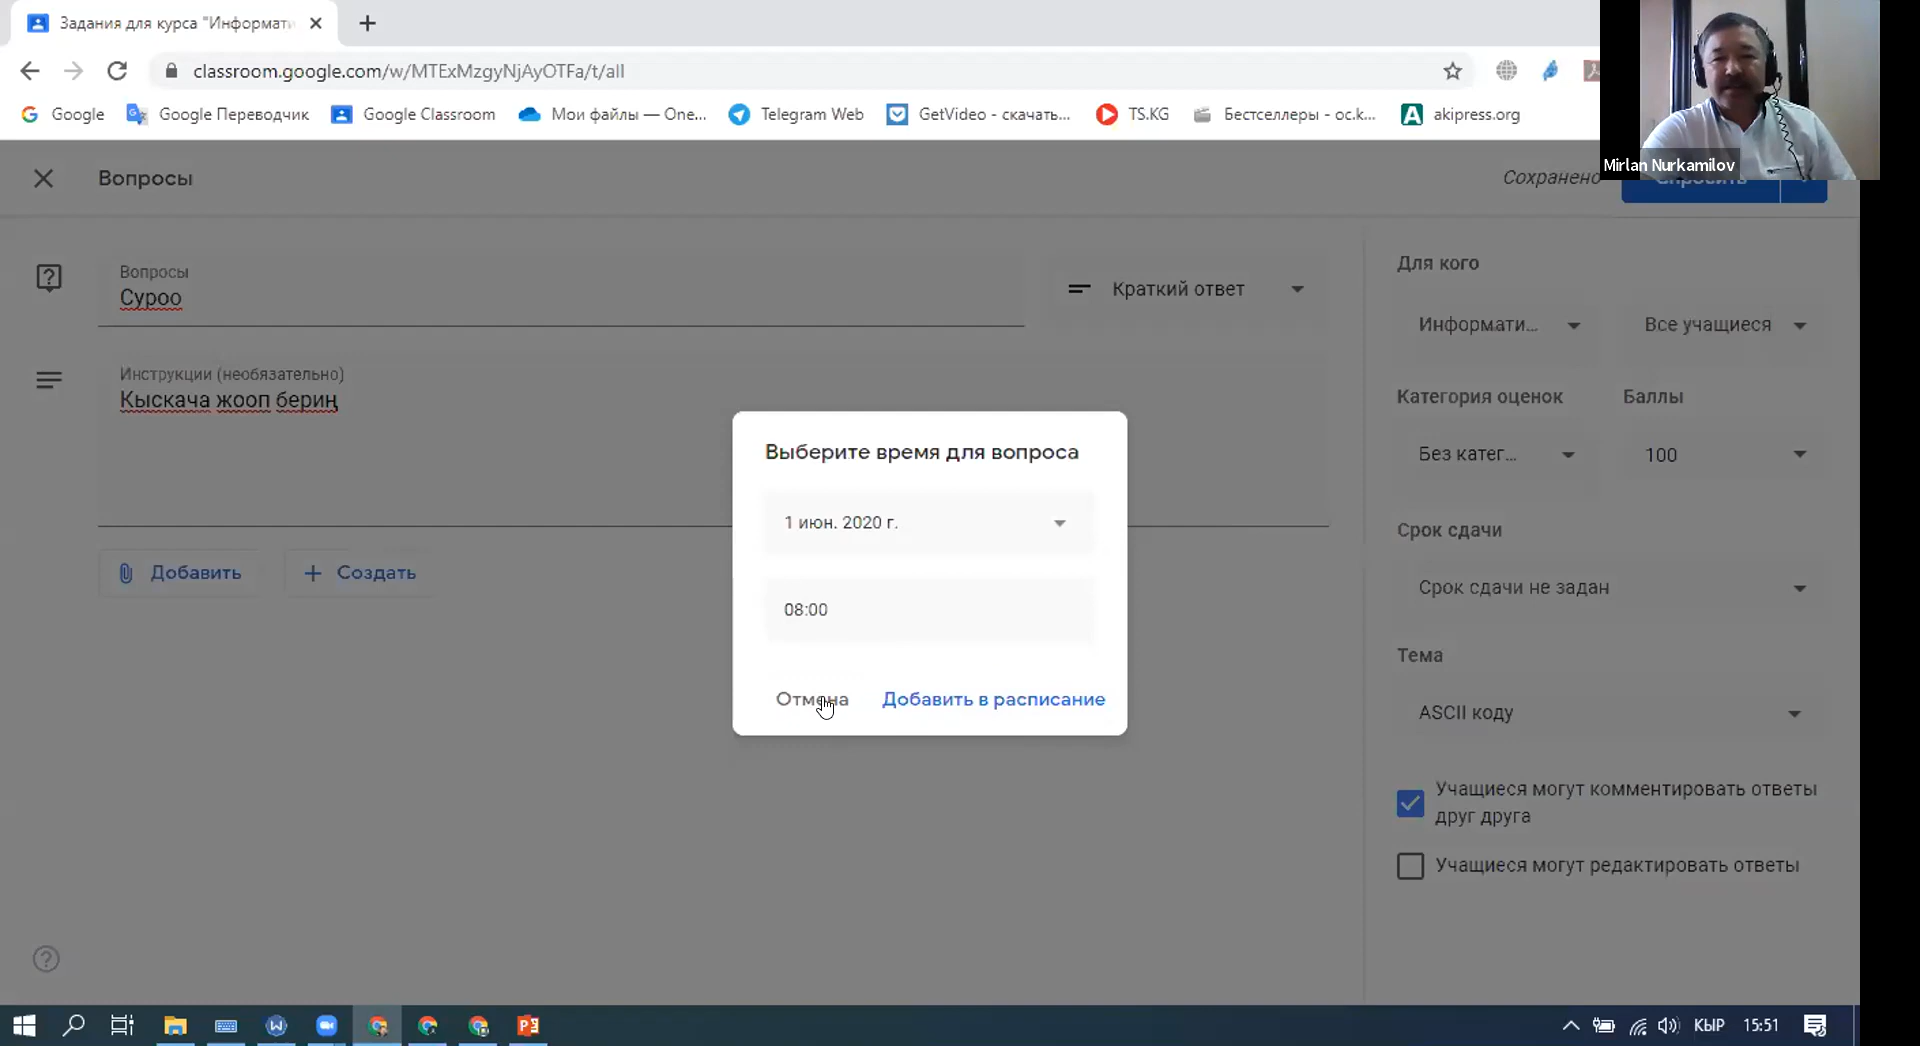 Задания для курса "Информати
classroom.google.com/w/MTExMzgyNjAyOTFa/t/all
Google
Google Переводчик
Google Classroom
Мои файлы — One...
Telegram Web
GetVideo - скачать...
TS.KG
Бестселлеры - oc.k...
akipress.org
Mirlan Nurkamilov
Вопросы
Сохранено
Спросить
Вопросы
Суроо
Краткий ответ
Инструкции (необязательно)
Кыскача жооп бериң
Добавить
Создать
Выберите время для вопроса
1 июн. 2020 г.
08:00
Отмена
Добавить в расписание
Для кого
Информати...
Все учащиеся
Категория оценок
Баллы
Без катег...
100
Срок сдачи
Срок сдачи не задан
Тема
ASCII коду
Учащиеся могут комментировать ответы
друг друга
Учащиеся могут редактировать ответы
КЫР
15:51